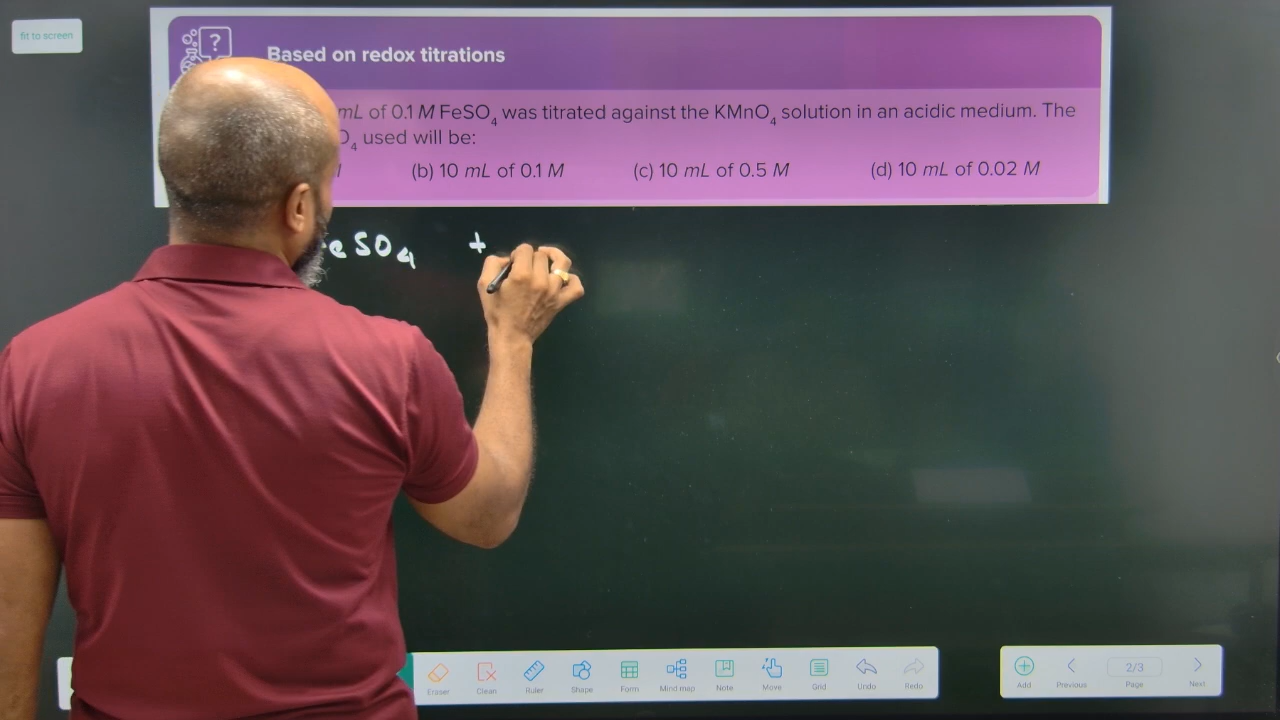 fit to screen
?
Based on redox titrations
mL of 0.1 M FeSO4 was titrated against the KMnO4 solution in an acidic medium. The
O4 used will be:
(b) 10 mL of 0.1 M (c) 10 mL of 0.5 M (d) 10 mL of 0.02 M
eSO4 +
Eraser Clean Ruler Shape Form Mind map Note Move Grid Undo Redo
Add Previous 2/3 Page Next